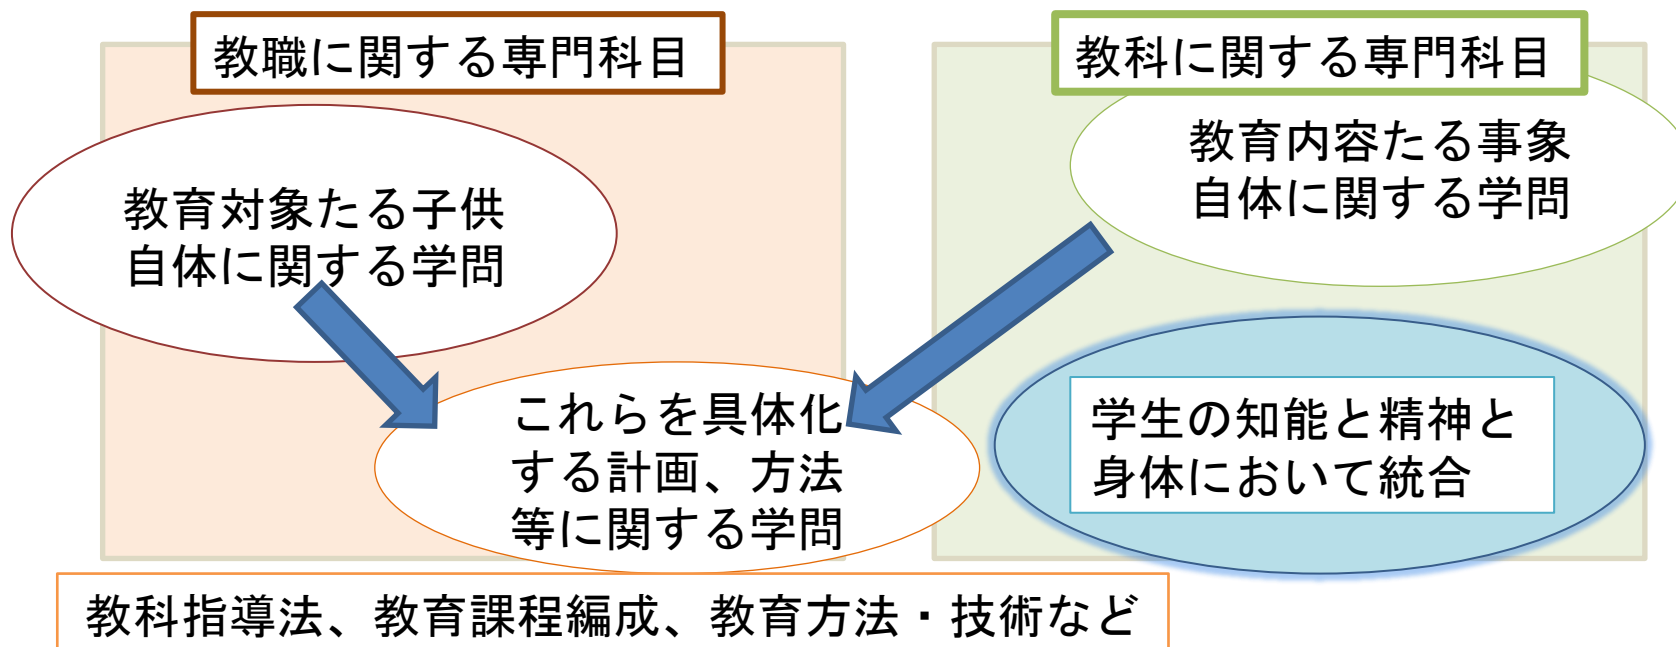 教職に関する専門科目
教科に関する専門科目
教育対象たる子供
自体に関する学問
教育内容たる事象
自体に関する学問
これらを具体化
する計画、方法
等に関する学問
学生の知能と精神と
身体において統合
教科指導法、教育課程編成、教育方法・技術など